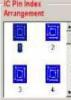 IC Pin Index
Arrangement
1 2
3 4